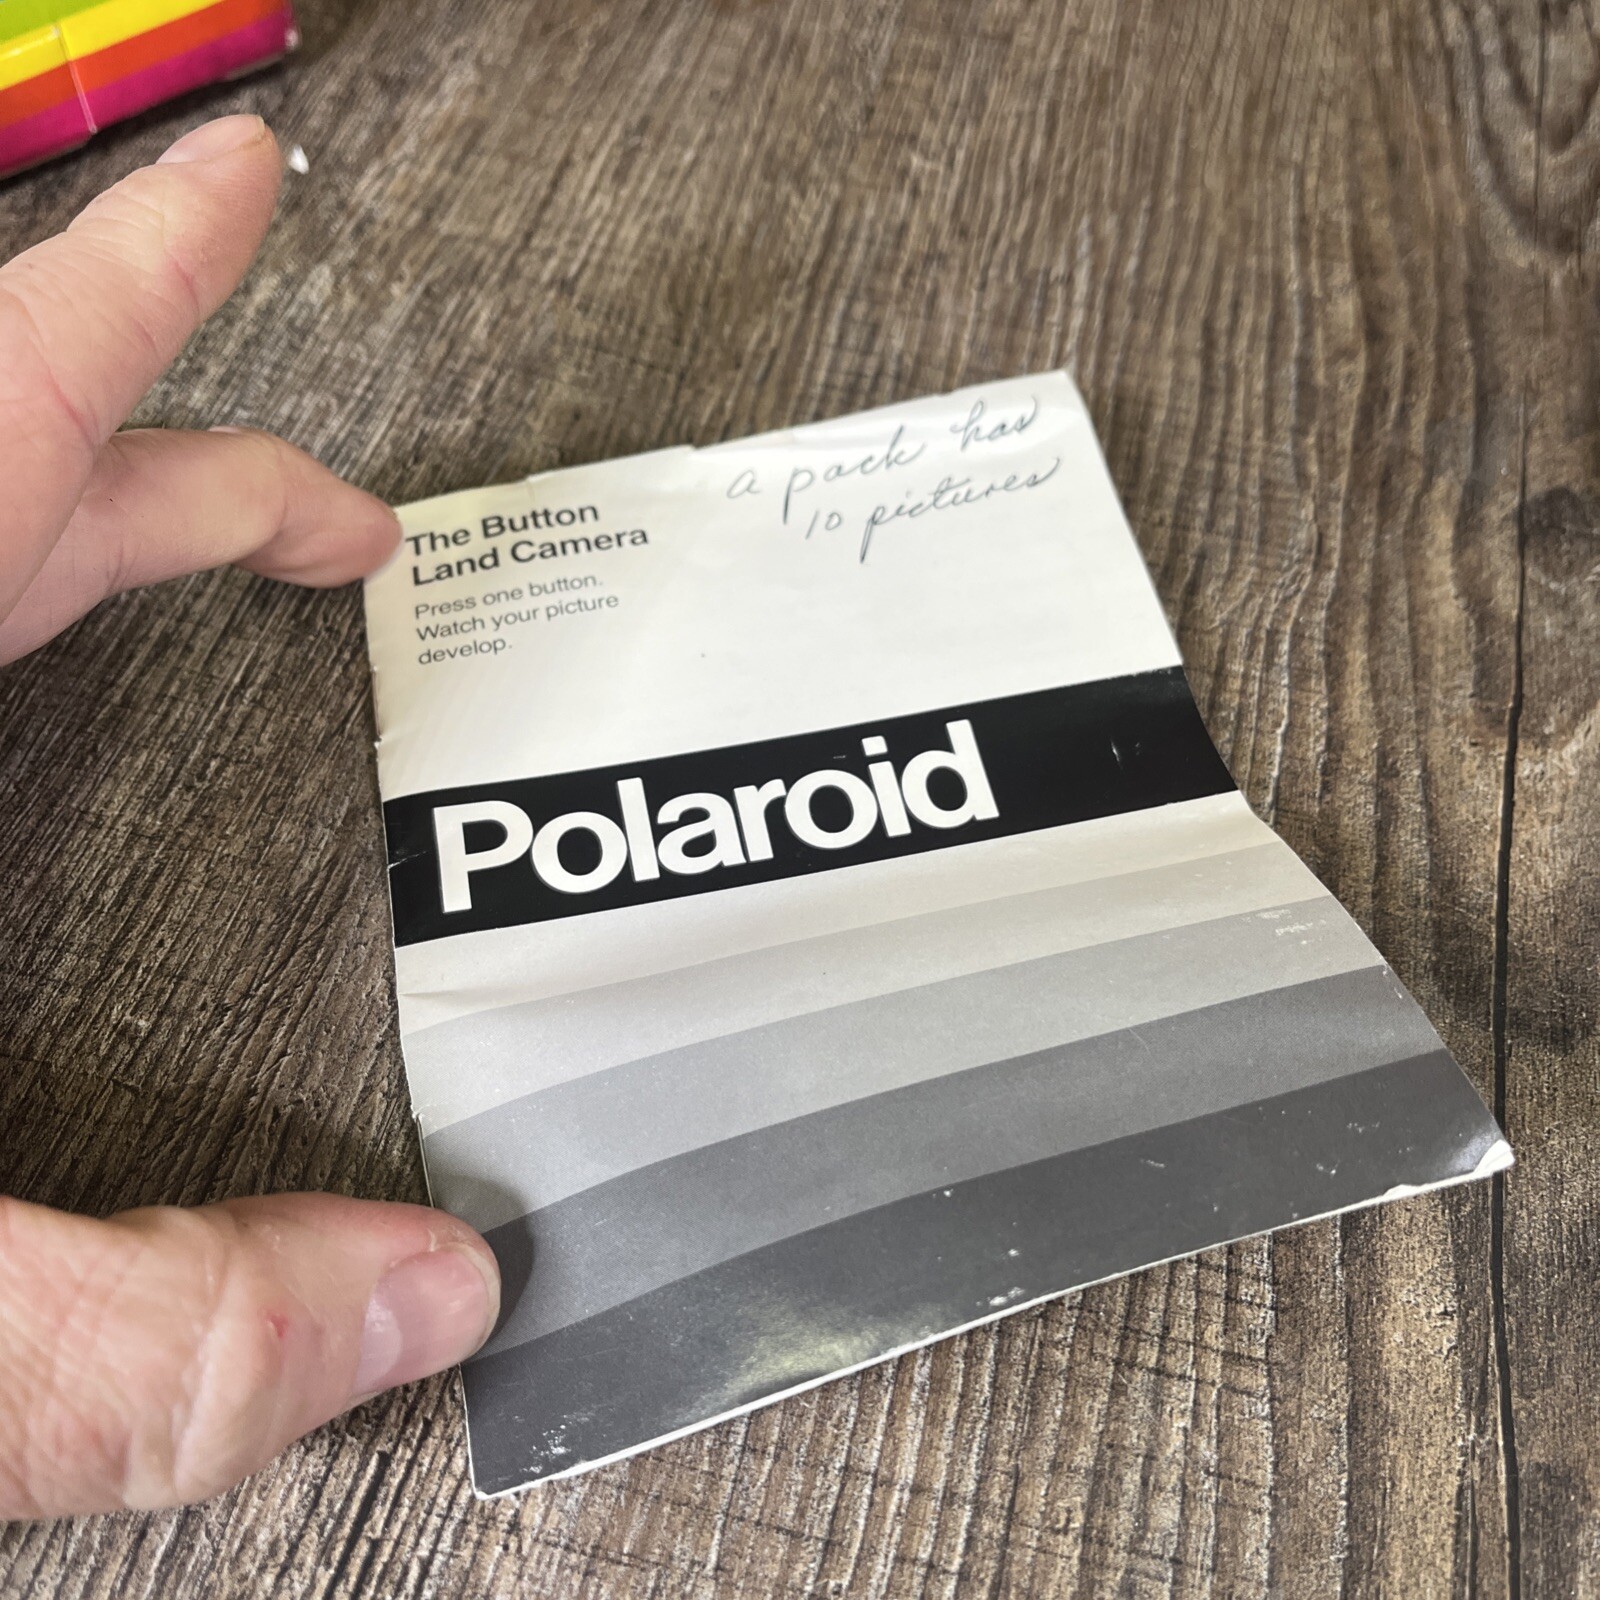 a pack has
10 pictures
The Button
Land Camera
Press one button.
Watch your picture
develop.
Polaroid